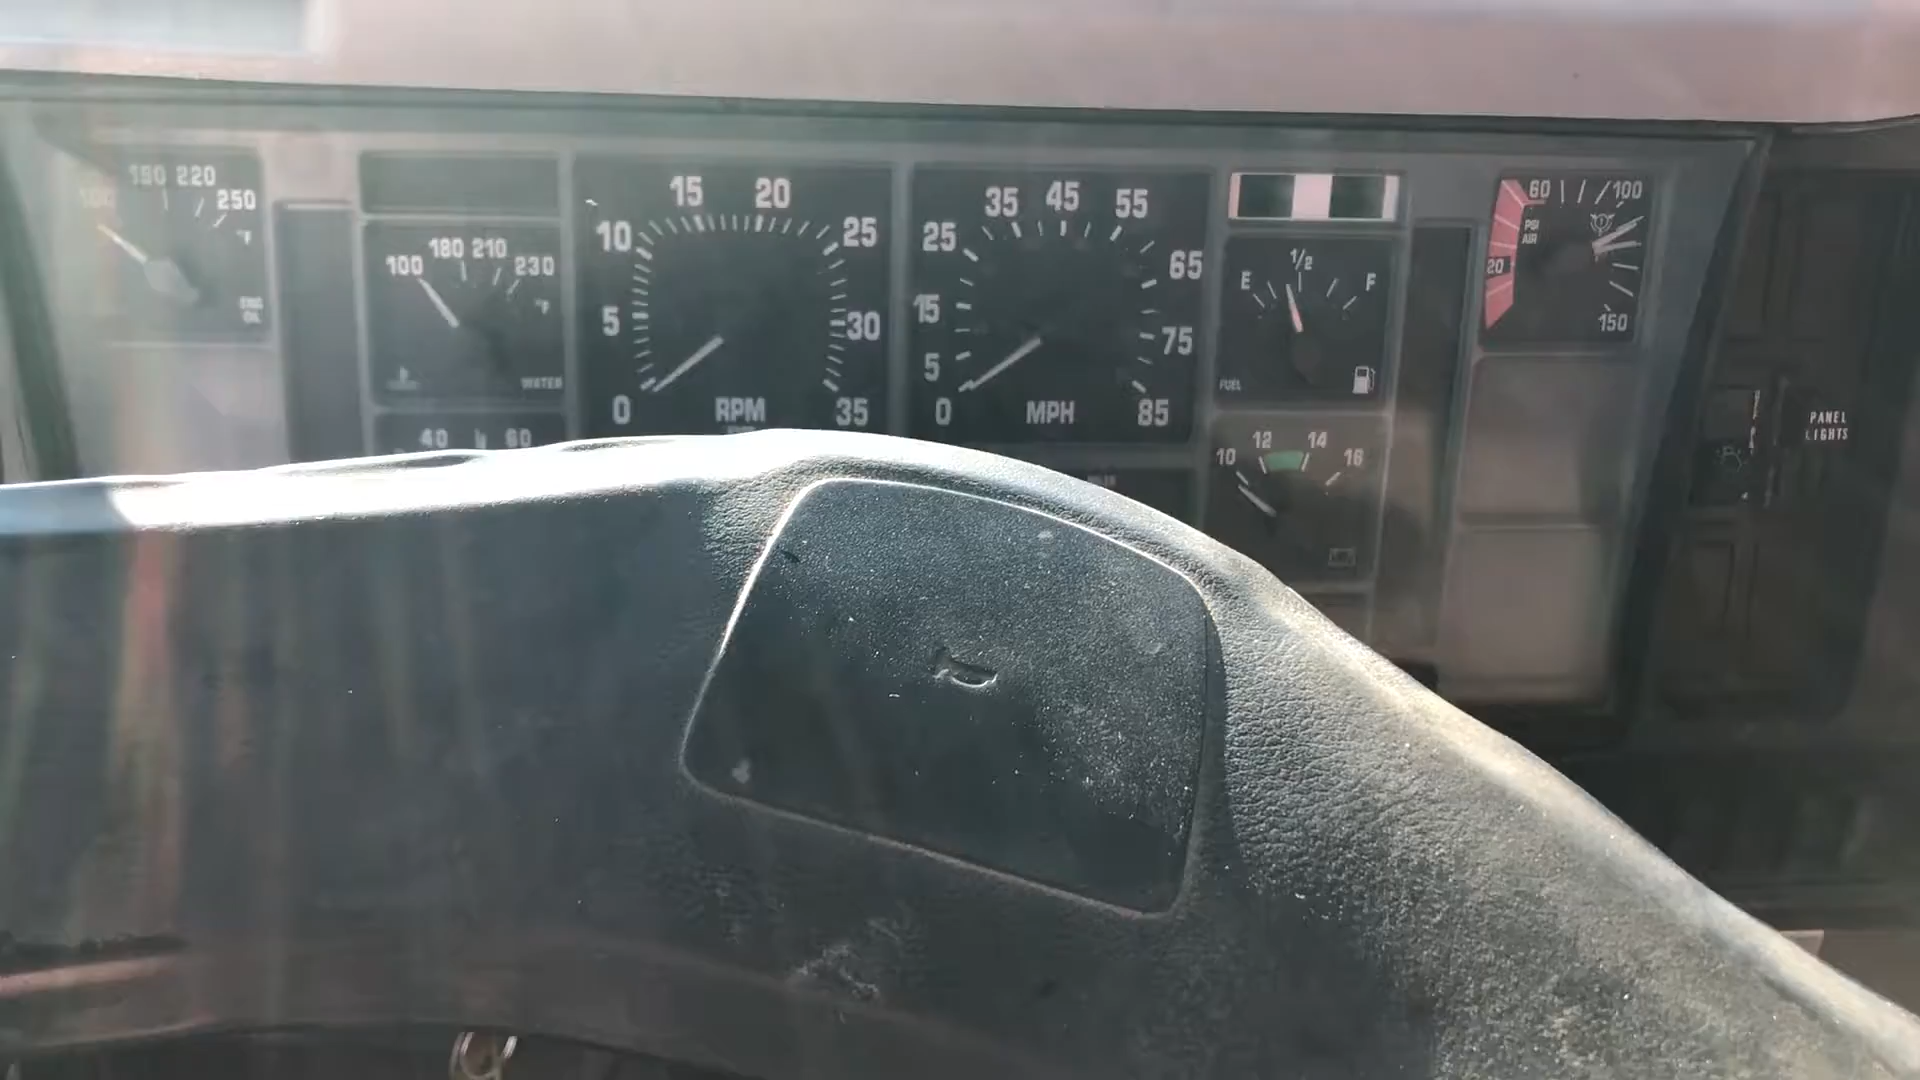 100 180 220 250
°F
ENG
OIL
100 180 210 230
°F
WATER
40 60
0 5 10 15 20 25 30 35
RPM
0 5 15 25 35 45 55 65 75 85
MPH
E 1/2 F
FUEL
10 12 14 16
20 60 100 150
PSI
AIR
PANEL
LIGHTS